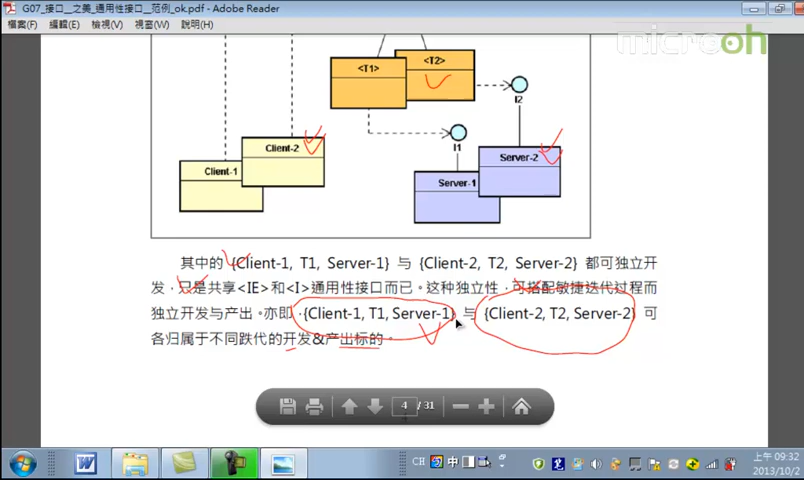 G07_接口__之美_通用性接口__范例_ok.pdf - Adobe Reader
檔案(F) 編輯(E) 檢視(V) 視窗(W) 說明(H)
microoh
<T1>
<T2>
I2
I1
Client-2
Client-1
Server-2
Server-1
其中的 {Client-1, T1, Server-1} 与 {Client-2, T2, Server-2} 都可独立开
发，只是共享<IE>和<I>通用性接口而已。这种独立性，可搭配敏捷迭代过程而
独立开发与产出。亦即，{Client-1, T1, Server-1} 与 {Client-2, T2, Server-2} 可
各归属于不同跌代的开发&产出标的。
4 / 31
CH 中
上午 09:32
2013/10/2